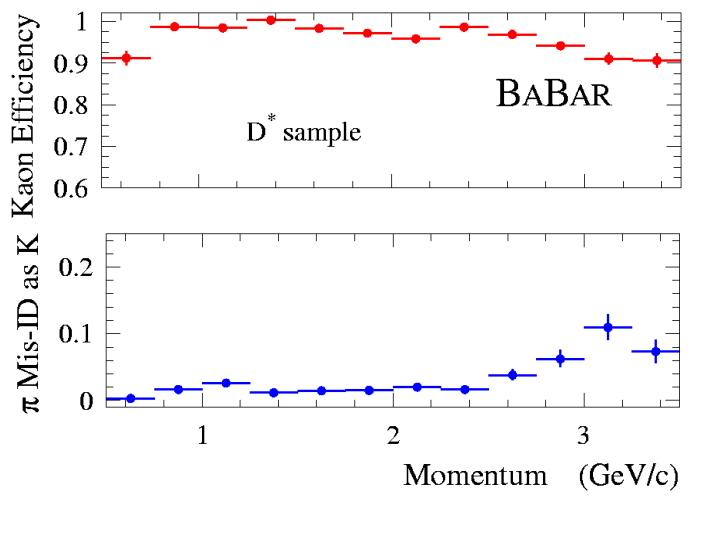 Kaon Efficiency
1
0.9
0.8
0.7
0.6
BABAR
D* sample
π Mis-ID as K
0.2
0.1
0
1 2 3
Momentum (GeV/c)